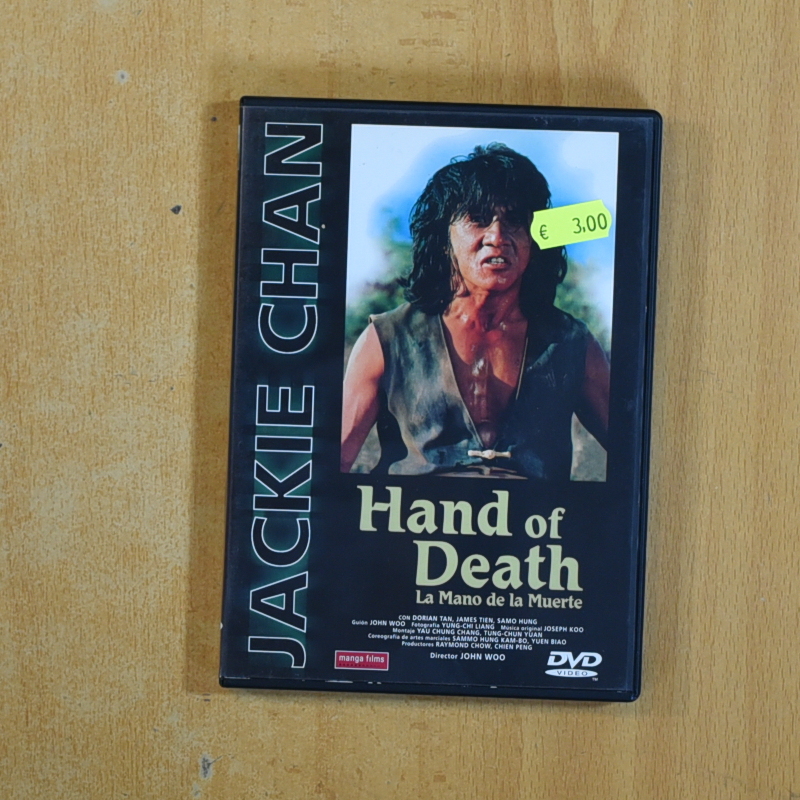 JACKIE CHAN
€ 3,00
Hand of
Death
La Mano de la Muerte
CON DORIAN TAN, JAMES TIEN, SAMO HUNG
Guión JOHN WOO Fotografía YUNG-CHI LIANG Musica original JOSEPH KOO
Montaje YAU CHUNG CHANG, TUNG-CHUN YUAN
Coreografía de artes marciales SAMMO HUNG KAM-BO, YUEN BIAO
Productores RAYMOND CHOW, CHIEN PENG
Director JOHN WOO
manga films
DVD
VIDEO
TM